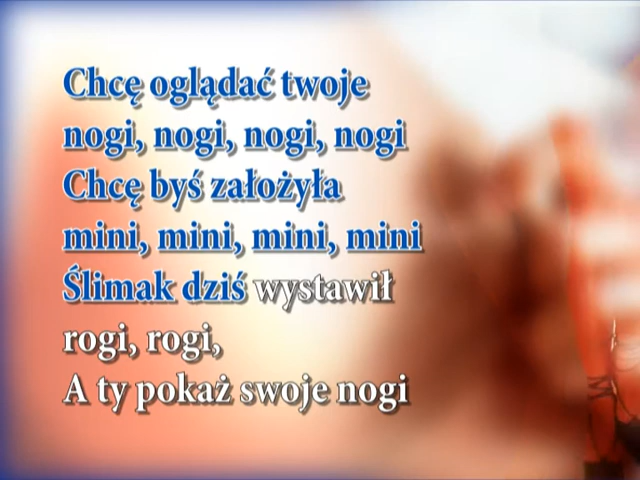 Chcę oglądać twoje
nogi, nogi, nogi, nogi
Chcę byś założyła
mini, mini, mini, mini
Ślimak dziś wystawił
rogi, rogi,
A ty pokaż swoje nogi